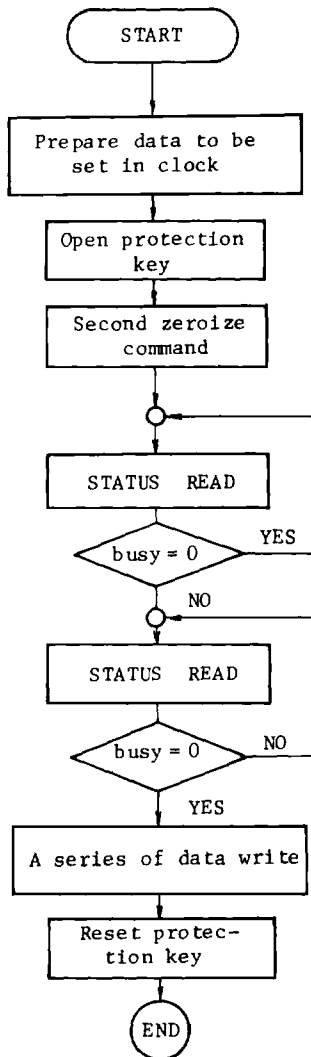 START
Prepare data to be
set in clock
Open protection
key
Second zeroize
command
STATUS READ
busy = 0
YES
NO
STATUS READ
busy = 0
NO
YES
A series of data write
Reset protec-
tion key
END